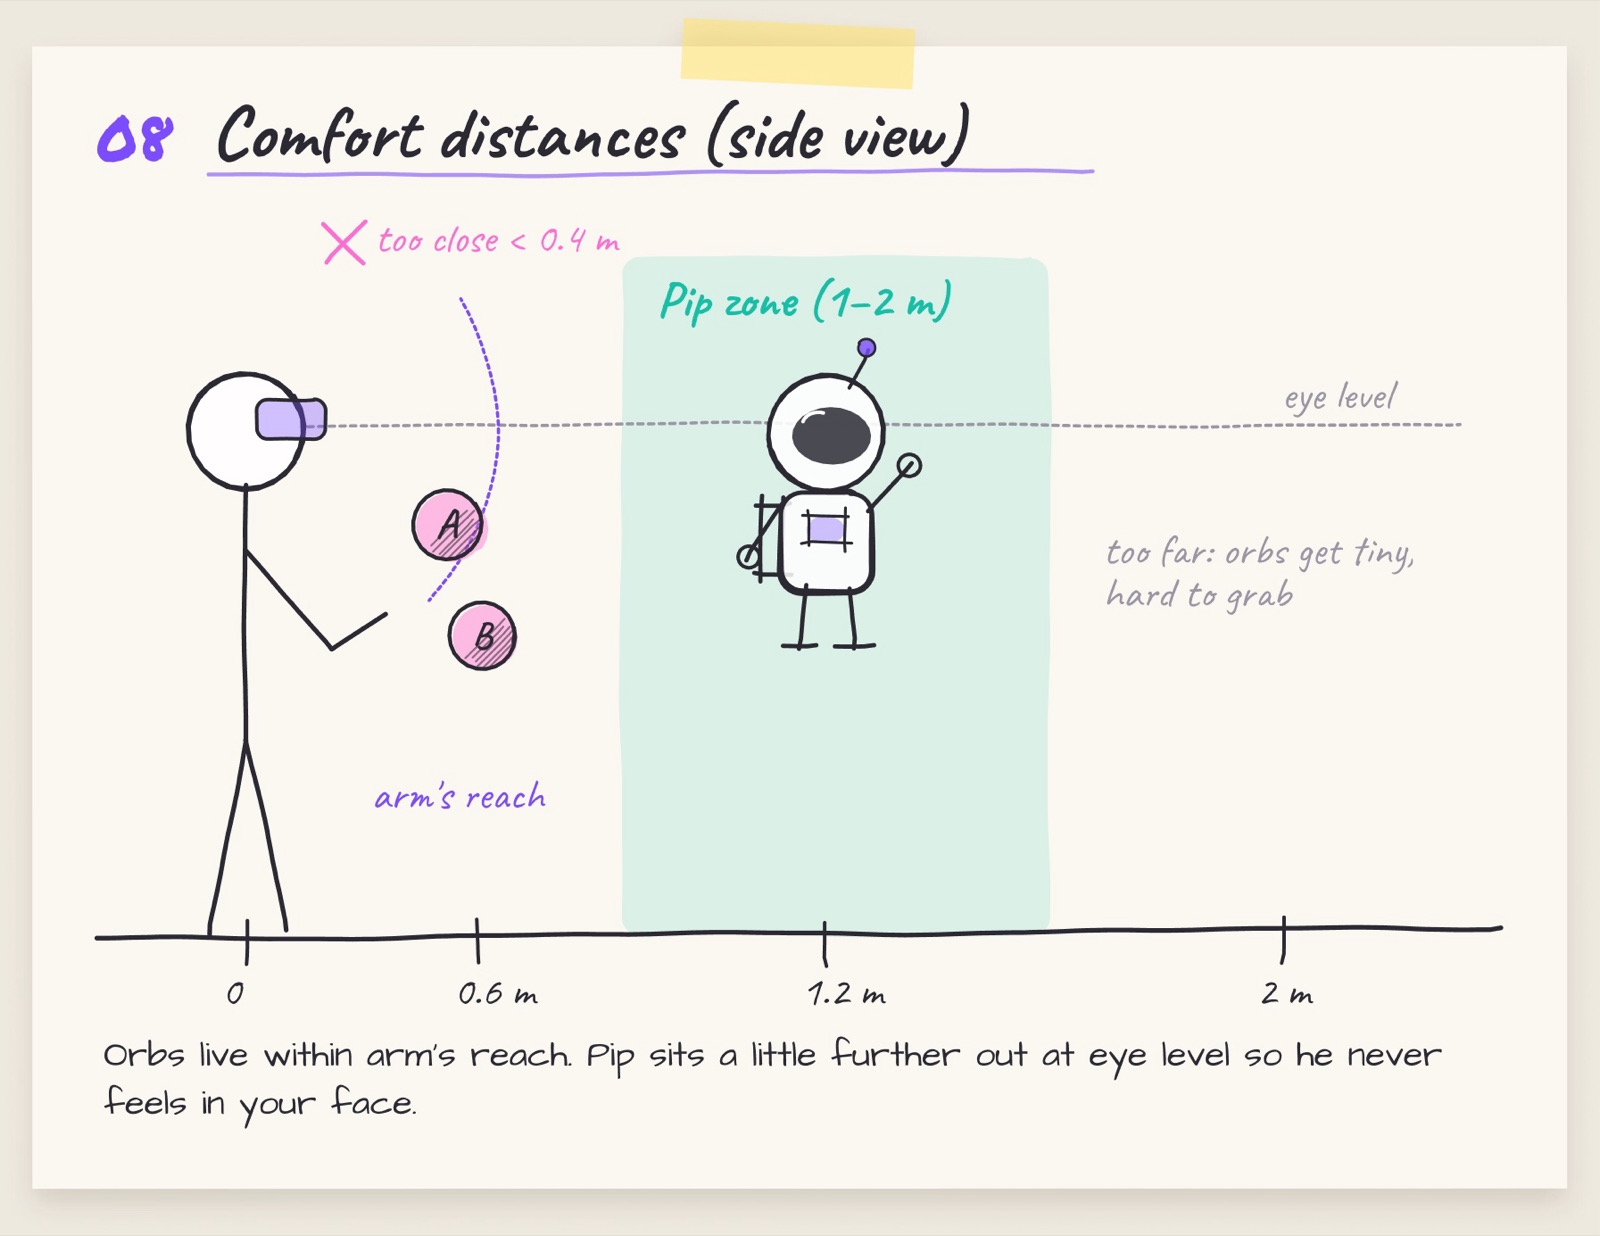 08 Comfort distances (side view)
too close < 0.4 m
Pip zone (1–2 m)
eye level
A
too far: orbs get tiny,
hard to grab
B
arm's reach
0
0.6 m
1.2 m
2 m
Orbs live within arm's reach. Pip sits a little further out at eye level so he never
feels in your face.